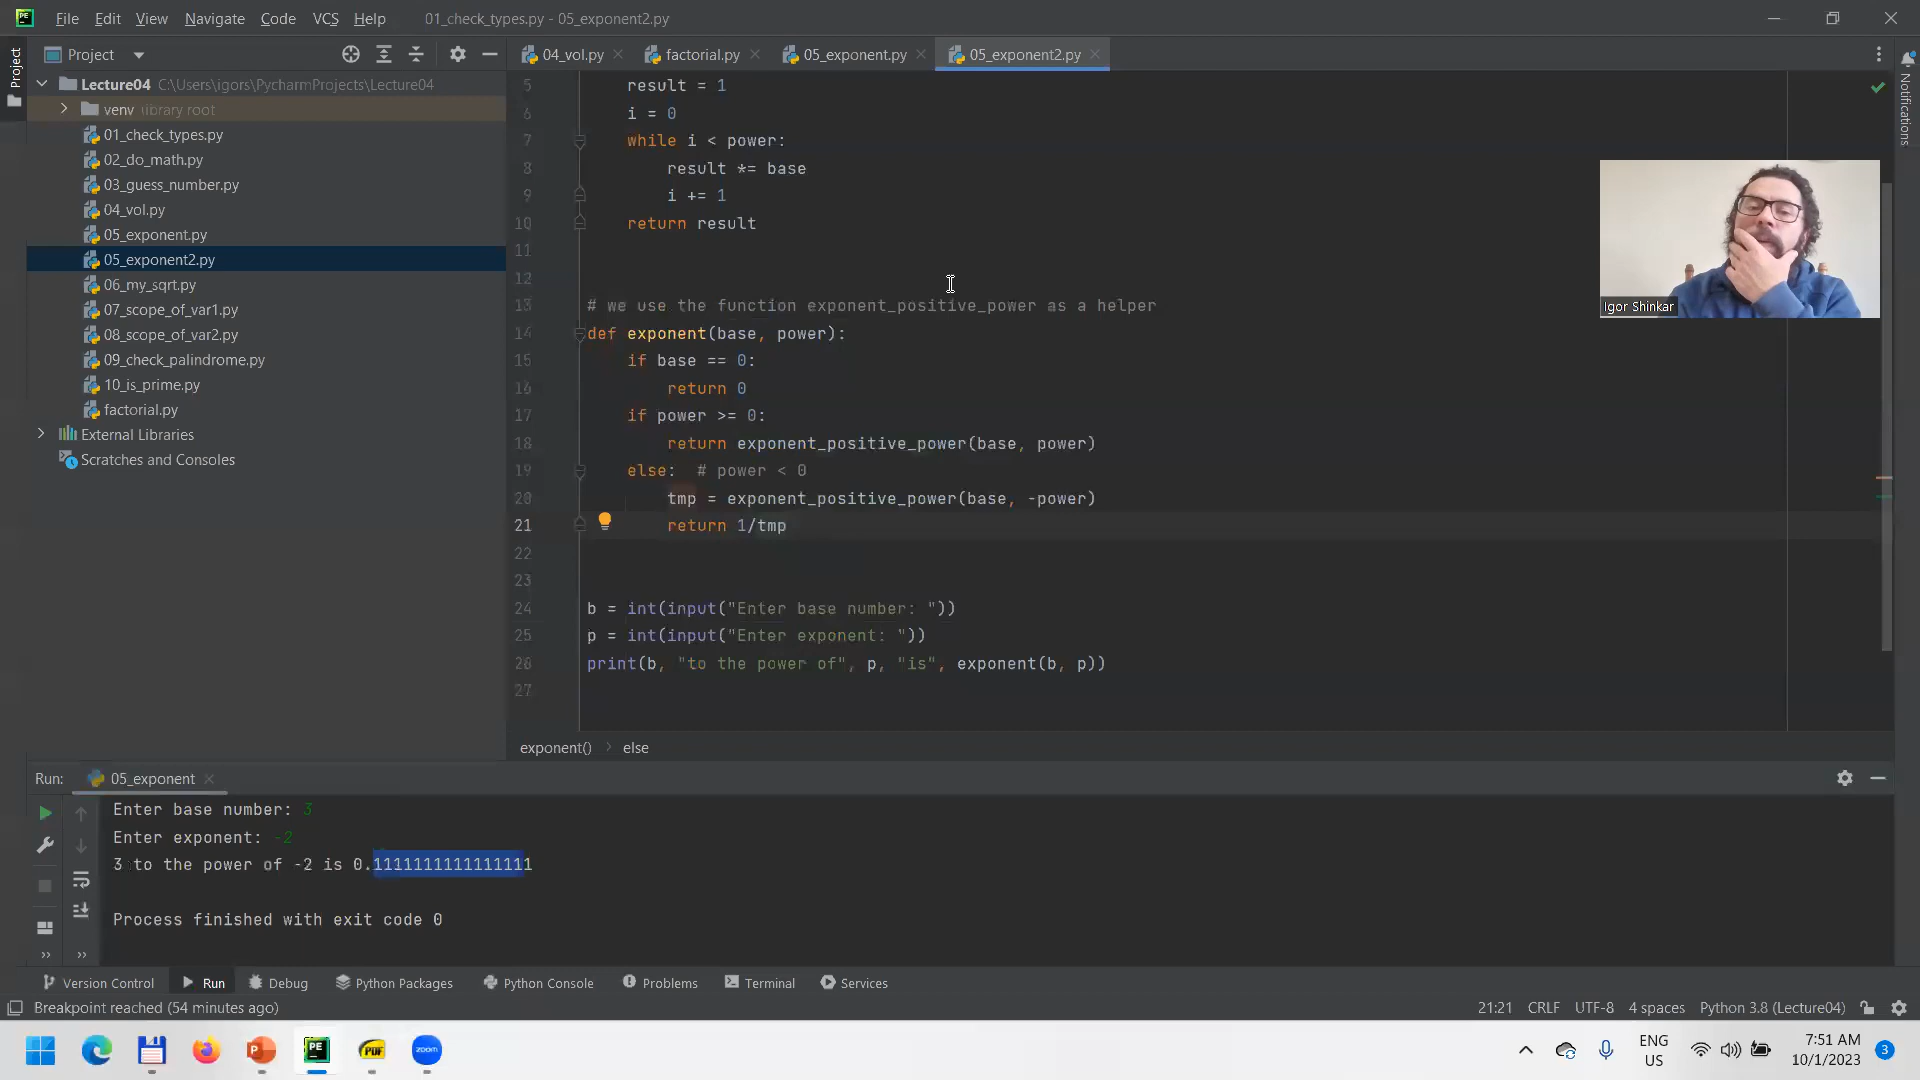 File Edit View Navigate Code VCS Help 01_check_types.py - 05_exponent2.py
Project
04_vol.py factorial.py 05_exponent.py 05_exponent2.py
Project
Notifications
Lecture04 C:\Users\igors\PycharmProjects\Lecture04
venv library root
01_check_types.py
02_do_math.py
03_guess_number.py
04_vol.py
05_exponent.py
05_exponent2.py
06_my_sqrt.py
07_scope_of_var1.py
08_scope_of_var2.py
09_check_palindrome.py
10_is_prime.py
factorial.py
External Libraries
Scratches and Consoles
5 result = 1
6 i = 0
7 while i < power:
8 result *= base
9 i += 1
10 return result
11
12
13 # we use the function exponent_positive_power as a helper
14 def exponent(base, power):
15 if base == 0:
16 return 0
17 if power >= 0:
18 return exponent_positive_power(base, power)
19 else: # power < 0
20 tmp = exponent_positive_power(base, -power)
21 return 1/tmp
22
23
24 b = int(input("Enter base number: "))
25 p = int(input("Enter exponent: "))
26 print(b, "to the power of", p, "is", exponent(b, p))
27
Igor Shinkar
exponent() > else
Run: 05_exponent
Enter base number: 3
Enter exponent: -2
3 to the power of -2 is 0.1111111111111111
Process finished with exit code 0
Version Control Run Debug Python Packages Python Console Problems Terminal Services
Breakpoint reached (54 minutes ago) 21:21 CRLF UTF-8 4 spaces Python 3.8 (Lecture04)
PDF zoom ENG US 7:51 AM 10/1/2023 3